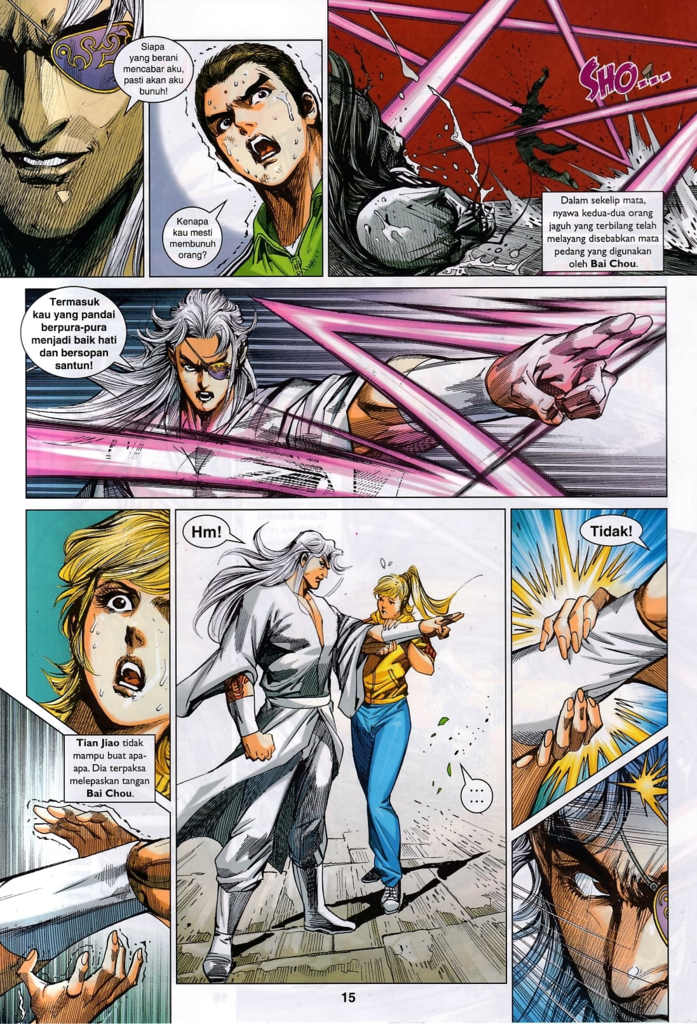 Siapa
yang berani
mencabar aku,
pasti akan aku
bunuh!
Kenapa
kau mesti
membunuh
orang?
SHO...
Dalam sekelip mata,
nyawa kedua-dua orang
jaguh yang terbilang telah
melayang disebabkan mata
pedang yang digunakan
oleh Bai Chou.
Termasuk
kau yang pandai
berpura-pura
menjadi baik hati
dan bersopan
santun!
Hm!
Tidak!
Tian Jiao tidak
mampu buat apa-
apa. Dia terpaksa
melepaskan tangan
Bai Chou.
...
...
15